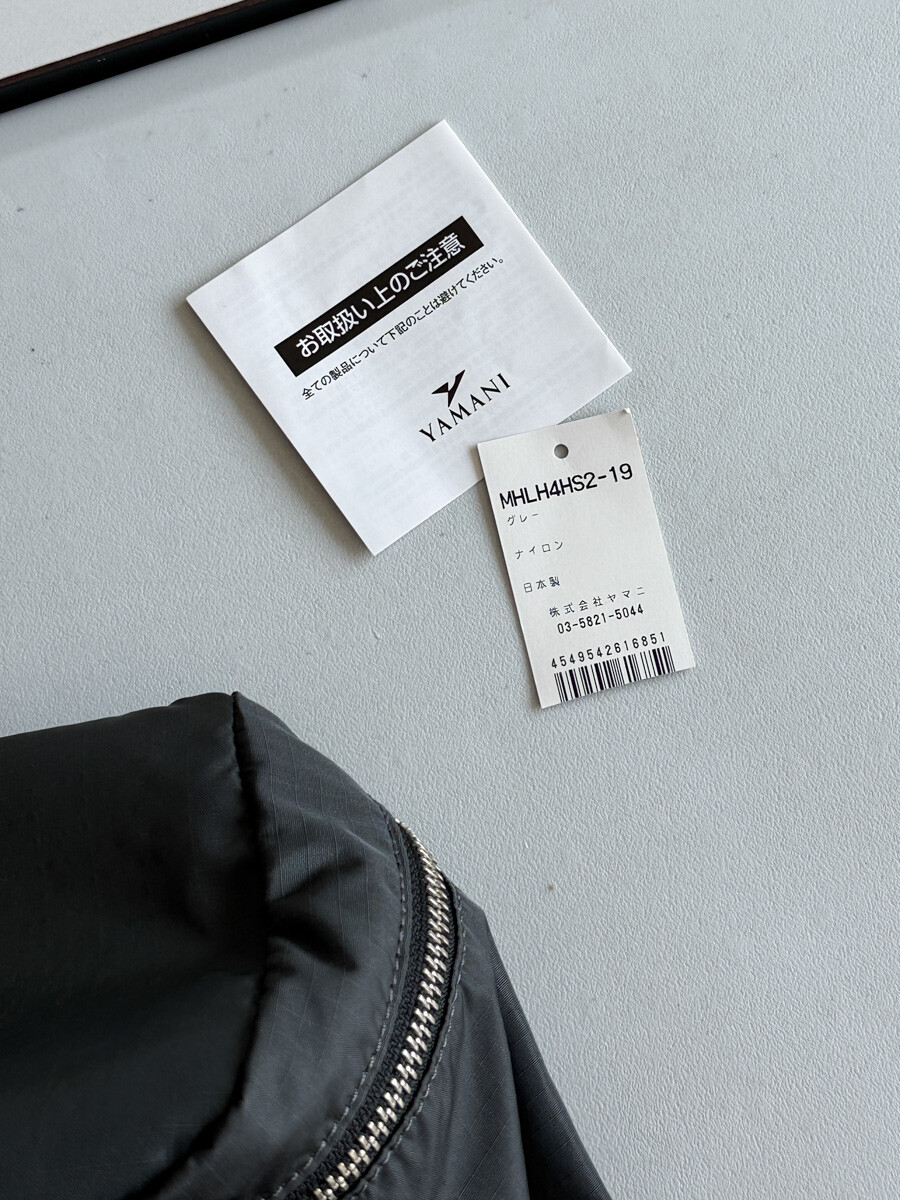 お取扱い上のご注意
全ての製品について下記のことは避けてください。
YAMANI
MHLH4HS2-19
グレー
ナイロン
日本製
株式会社ヤマニ
03-5821-5044
4549542616851